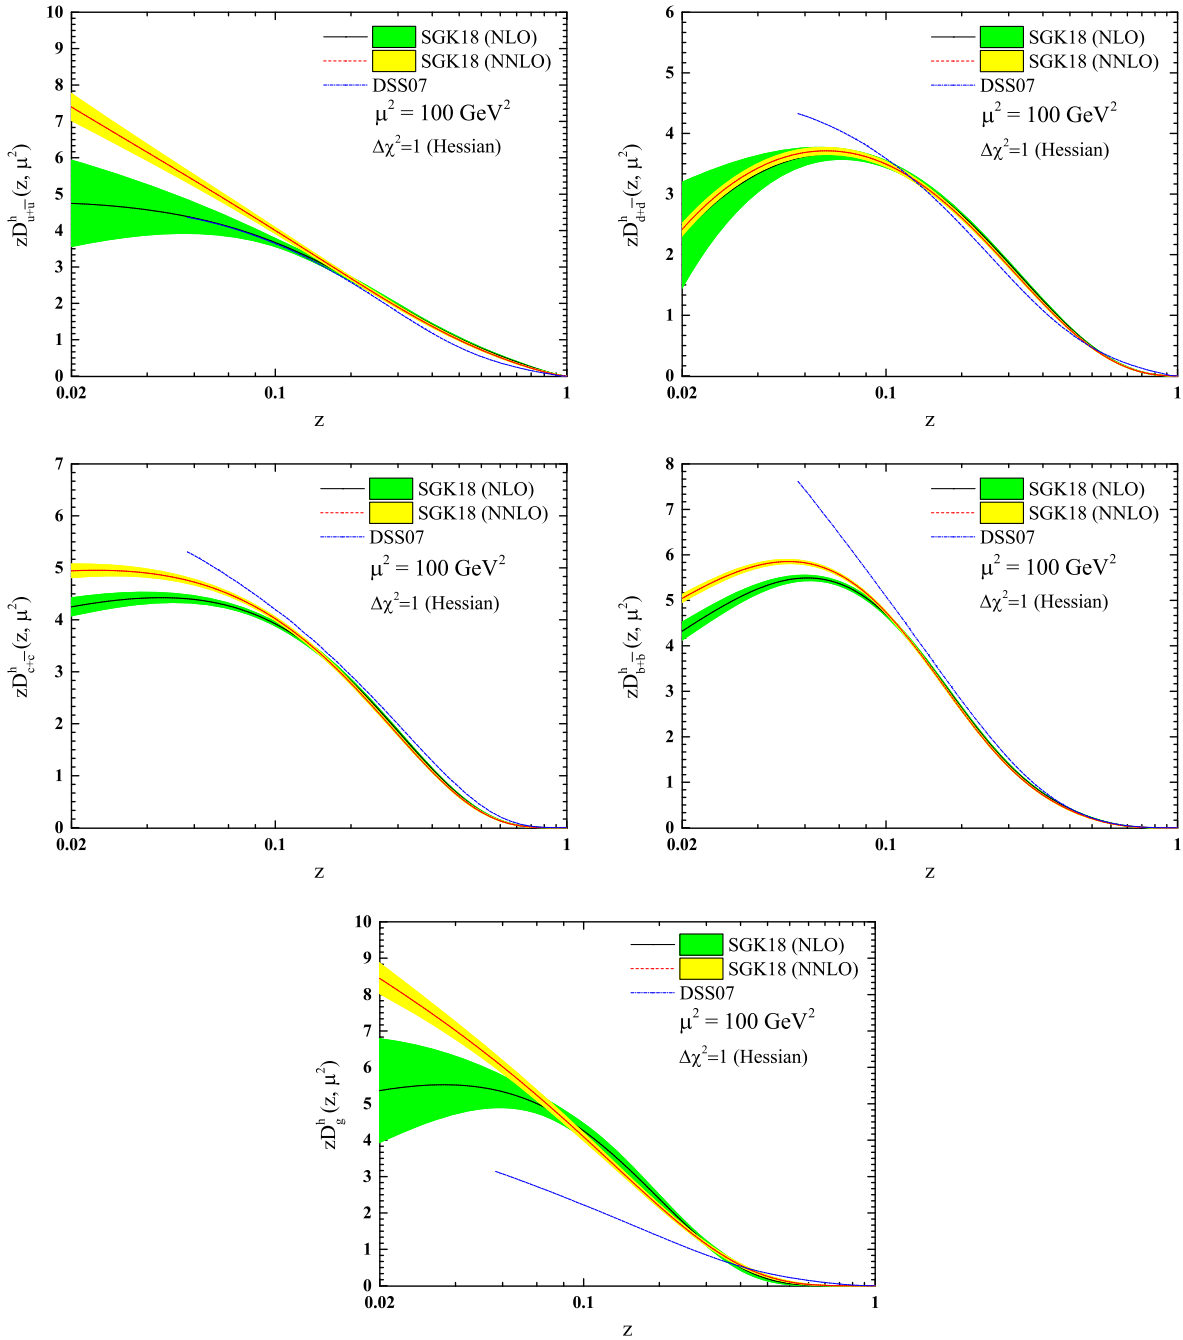 10
9
8
7
6
5
4
3
2
1
0
zD^h_{u+u̅}(z, μ²)
SGK18 (NLO)
SGK18 (NNLO)
DSS07
μ² = 100 GeV²
Δχ²=1 (Hessian)
0.02
0.1
1
z
6
5
4
3
2
1
0
zD^h_{d+d̅}(z, μ²)
SGK18 (NLO)
SGK18 (NNLO)
DSS07
μ² = 100 GeV²
Δχ²=1 (Hessian)
0.02
0.1
1
z
7
6
5
4
3
2
1
0
zD^h_{c+c̅}(z, μ²)
SGK18 (NLO)
SGK18 (NNLO)
DSS07
μ² = 100 GeV²
Δχ²=1 (Hessian)
0.02
0.1
1
z
8
7
6
5
4
3
2
1
0
zD^h_{b+b̅}(z, μ²)
SGK18 (NLO)
SGK18 (NNLO)
DSS07
μ² = 100 GeV²
Δχ²=1 (Hessian)
0.02
0.1
1
z
10
9
8
7
6
5
4
3
2
1
0
zD^h_g(z, μ²)
SGK18 (NLO)
SGK18 (NNLO)
DSS07
μ² = 100 GeV²
Δχ²=1 (Hessian)
0.02
0.1
1
z